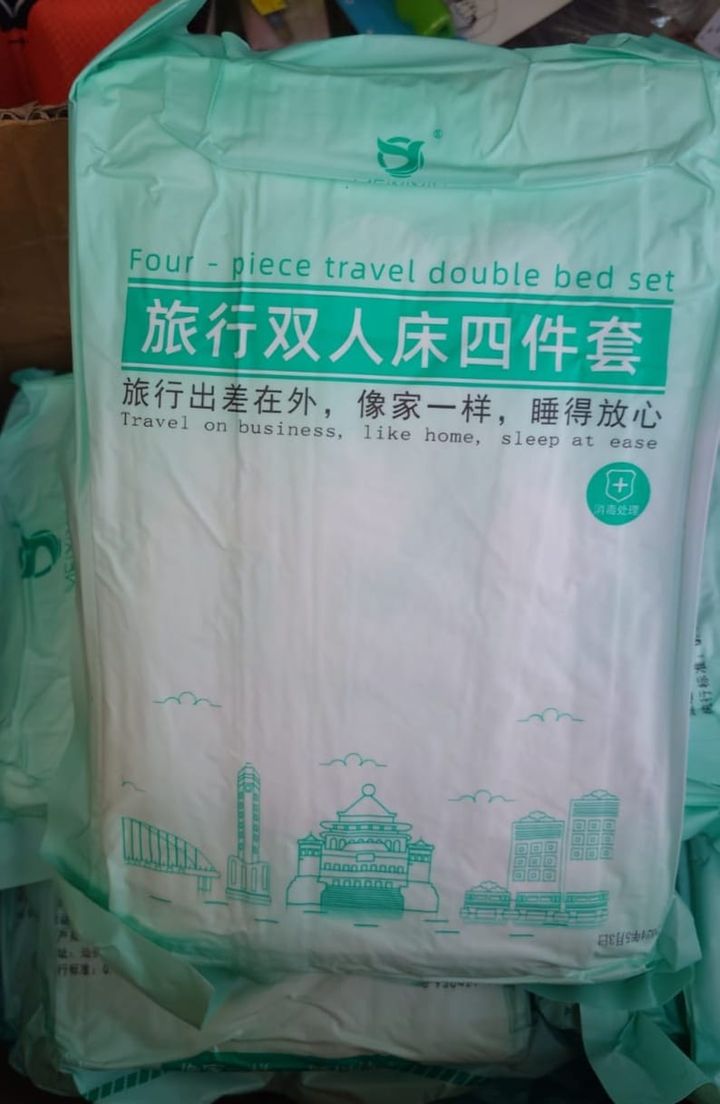 ®
Four - piece travel double bed set
旅行双人床四件套
旅行出差在外，像家一样，睡得放心
Travel on business, like home, sleep at ease
消毒处理